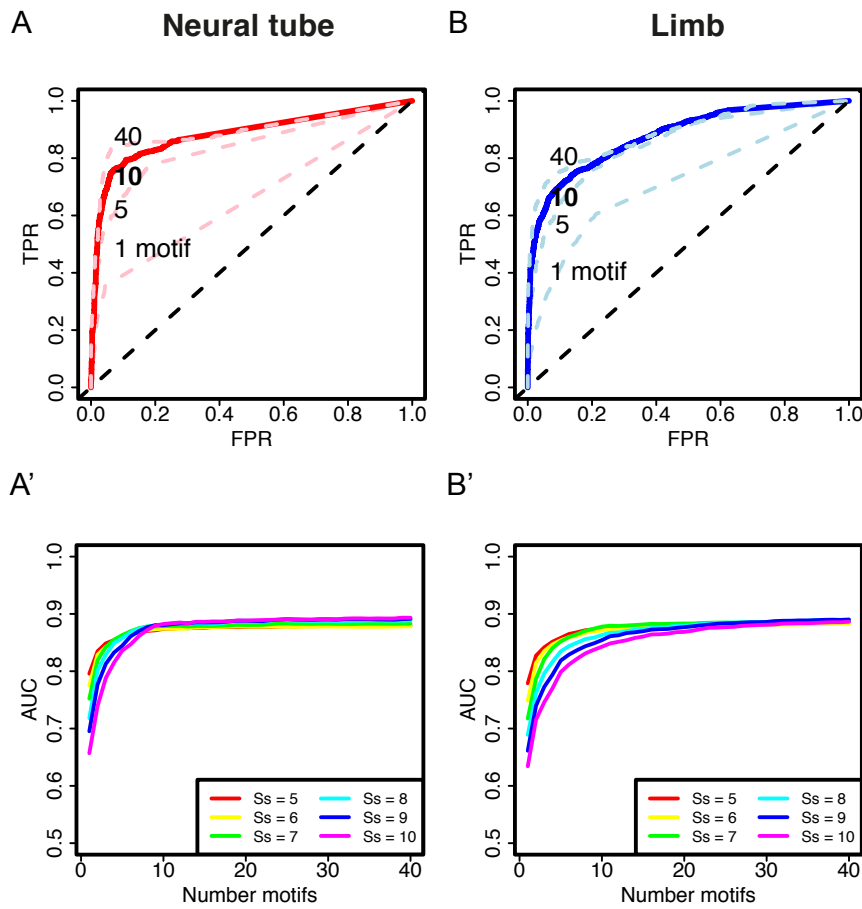 A Neural tube
B Limb
TPR
0.0 0.2 0.4 0.6 0.8 1.0
40
10
5
1 motif
0.0 0.2 0.4 0.6 0.8 1.0
FPR
TPR
0.0 0.2 0.4 0.6 0.8 1.0
40
10
5
1 motif
0.0 0.2 0.4 0.6 0.8 1.0
FPR
A’
AUC
0.5 0.6 0.7 0.8 0.9 1.0
Ss = 5 Ss = 8
Ss = 6 Ss = 9
Ss = 7 Ss = 10
0 10 20 30 40
Number motifs
B’
AUC
0.5 0.6 0.7 0.8 0.9 1.0
Ss = 5 Ss = 8
Ss = 6 Ss = 9
Ss = 7 Ss = 10
0 10 20 30 40
Number motifs